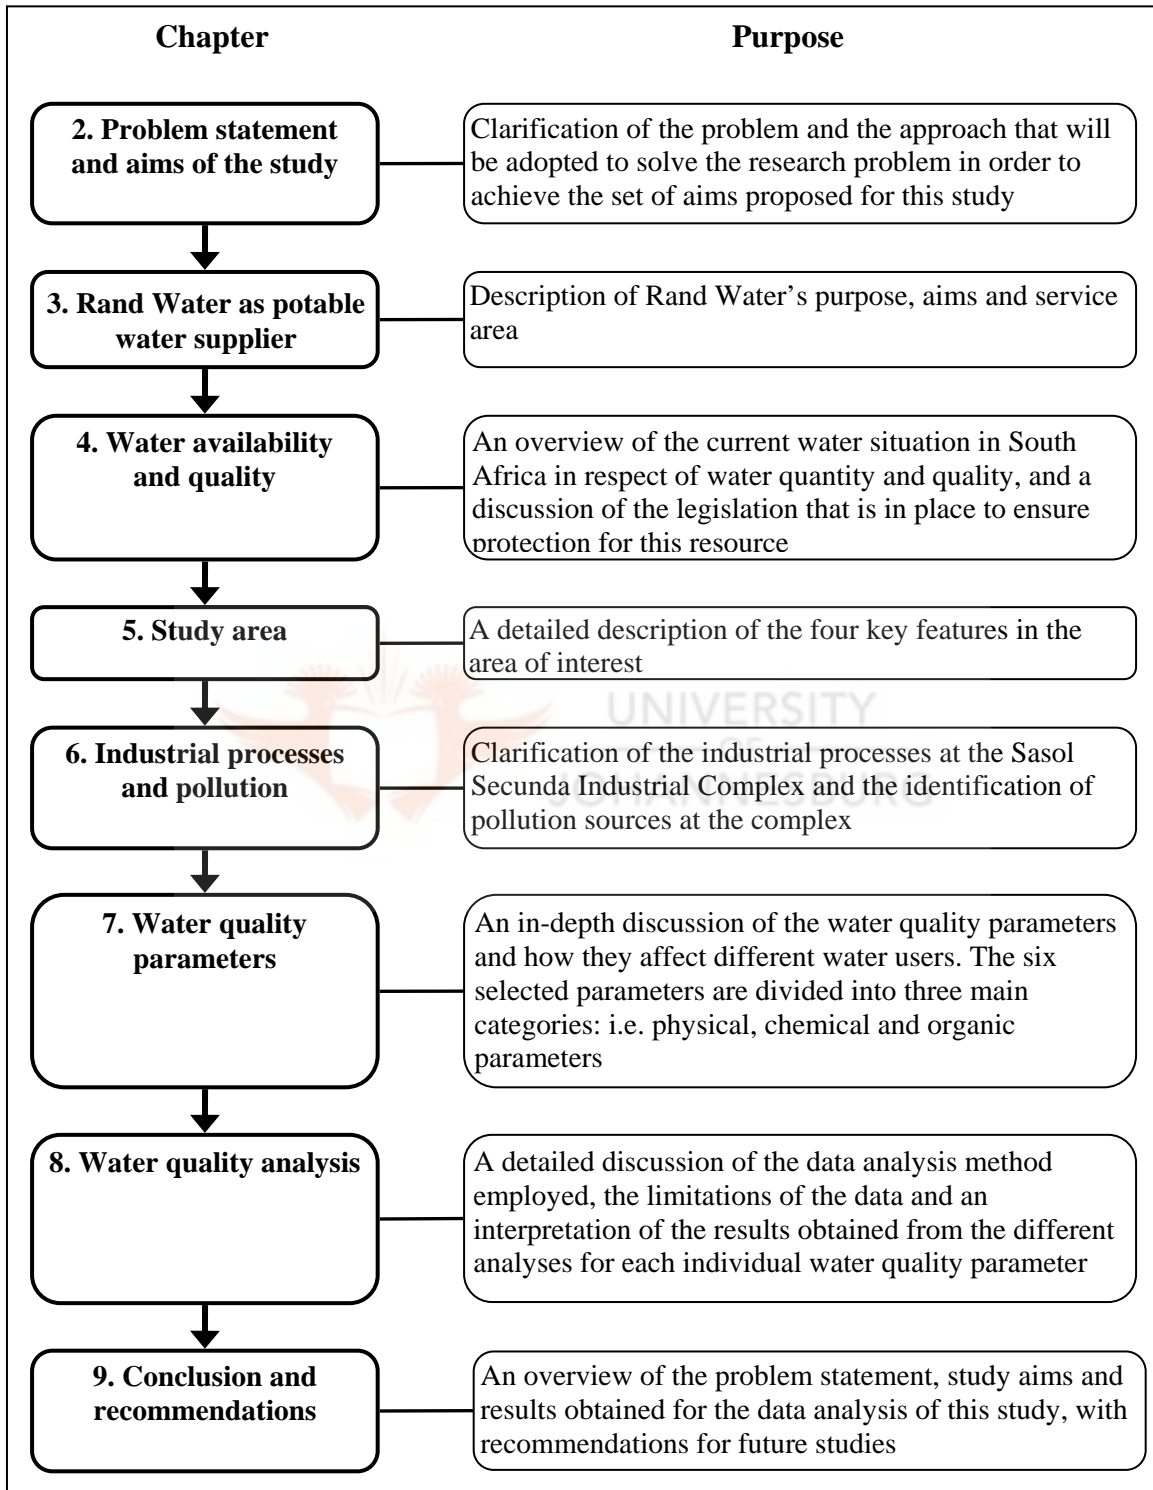 Chapter
Purpose
2. Problem statement
and aims of the study
Clarification of the problem and the approach that will
be adopted to solve the research problem in order to
achieve the set of aims proposed for this study
3. Rand Water as potable
water supplier
Description of Rand Water’s purpose, aims and service
area
4. Water availability
and quality
An overview of the current water situation in South
Africa in respect of water quantity and quality, and a
discussion of the legislation that is in place to ensure
protection for this resource
5. Study area
A detailed description of the four key features in the
area of interest
6. Industrial processes
and pollution
Clarification of the industrial processes at the Sasol
Secunda Industrial Complex and the identification of
pollution sources at the complex
UNIVERSITY
OF
JOHANNESBURG
7. Water quality
parameters
An in-depth discussion of the water quality parameters
and how they affect different water users. The six
selected parameters are divided into three main
categories: i.e. physical, chemical and organic
parameters
8. Water quality analysis
A detailed discussion of the data analysis method
employed, the limitations of the data and an
interpretation of the results obtained from the different
analyses for each individual water quality parameter
9. Conclusion and
recommendations
An overview of the problem statement, study aims and
results obtained for the data analysis of this study, with
recommendations for future studies